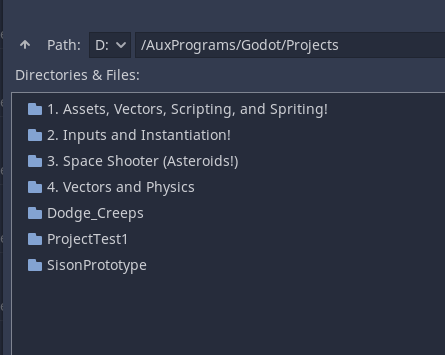 Path: D: /AuxPrograms/Godot/Projects
Directories & Files:
1. Assets, Vectors, Scripting, and Spriting!
2. Inputs and Instantiation!
3. Space Shooter (Asteroids!)
4. Vectors and Physics
Dodge_Creeps
ProjectTest1
SisonPrototype